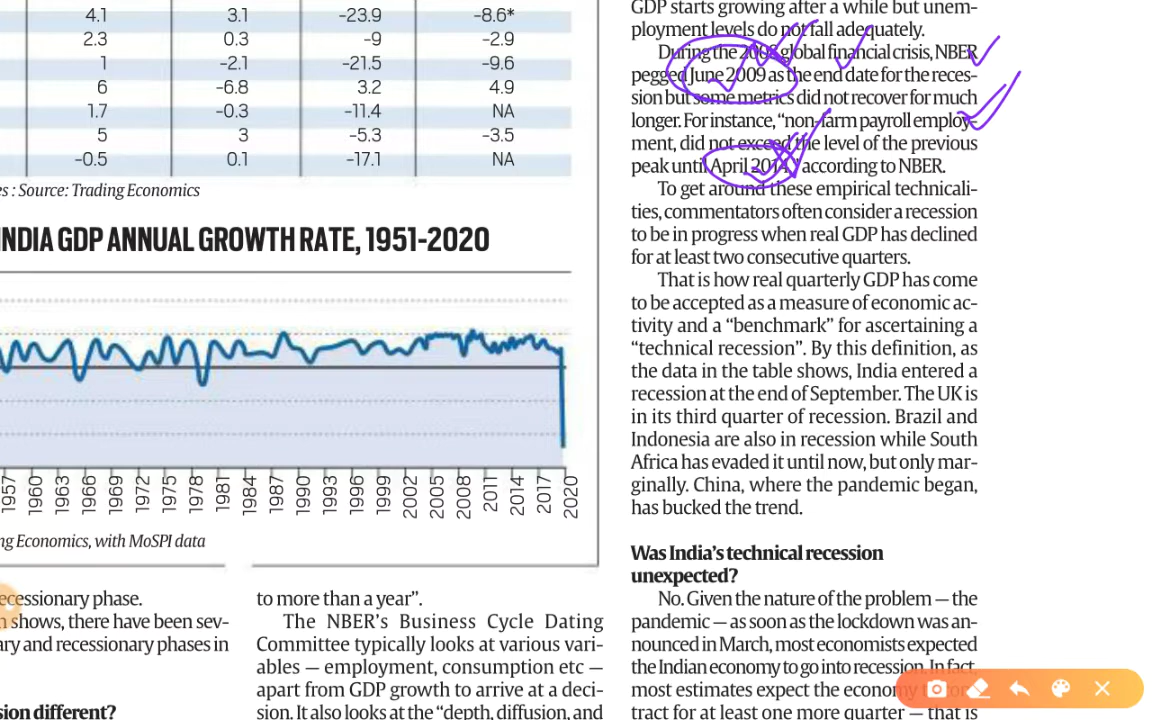 4.1 3.1 -23.9 -8.6*
2.3 0.3 -9 -2.9
1 -2.1 -21.5 -9.6
6 -6.8 3.2 4.9
1.7 -0.3 -11.4 NA
5 3 -5.3 -3.5
-0.5 0.1 -17.1 NA
es : Source: Trading Economics
INDIA GDP ANNUAL GROWTH RATE, 1951-2020
1957 1960 1963 1966 1969 1972 1975 1978 1981 1984 1987 1990 1993 1996 1999 2002 2005 2008 2011 2014 2017 2020
ng Economics, with MoSPI data
ecessionary phase.
n shows, there have been sev-
ary and recessionary phases in
sion different?
to more than a year”.
The NBER’s Business Cycle Dating
Committee typically looks at various vari-
ables — employment, consumption etc —
apart from GDP growth to arrive at a deci-
sion. It also looks at the “depth, diffusion, and
GDP starts growing after a while but unem-
ployment levels do not fall adequately.
During the 2008 global financial crisis, NBER
pegged June 2009 as the end date for the reces-
sion but some metrics did not recover for much
longer. For instance, “non-farm payroll employ-
ment, did not exceed the level of the previous
peak until April 2014”, according to NBER.
To get around these empirical technicali-
ties, commentators often consider a recession
to be in progress when real GDP has declined
for at least two consecutive quarters.
That is how real quarterly GDP has come
to be accepted as a measure of economic ac-
tivity and a “benchmark” for ascertaining a
“technical recession”. By this definition, as
the data in the table shows, India entered a
recession at the end of September. The UK is
in its third quarter of recession. Brazil and
Indonesia are also in recession while South
Africa has evaded it until now, but only mar-
ginally. China, where the pandemic began,
has bucked the trend.
Was India’s technical recession
unexpected?
No. Given the nature of the problem — the
pandemic — as soon as the lockdown was an-
nounced in March, most economists expected
the Indian economy to go into recession. In fact,
most estimates expect the economy
tract for at least one more quarter — that is